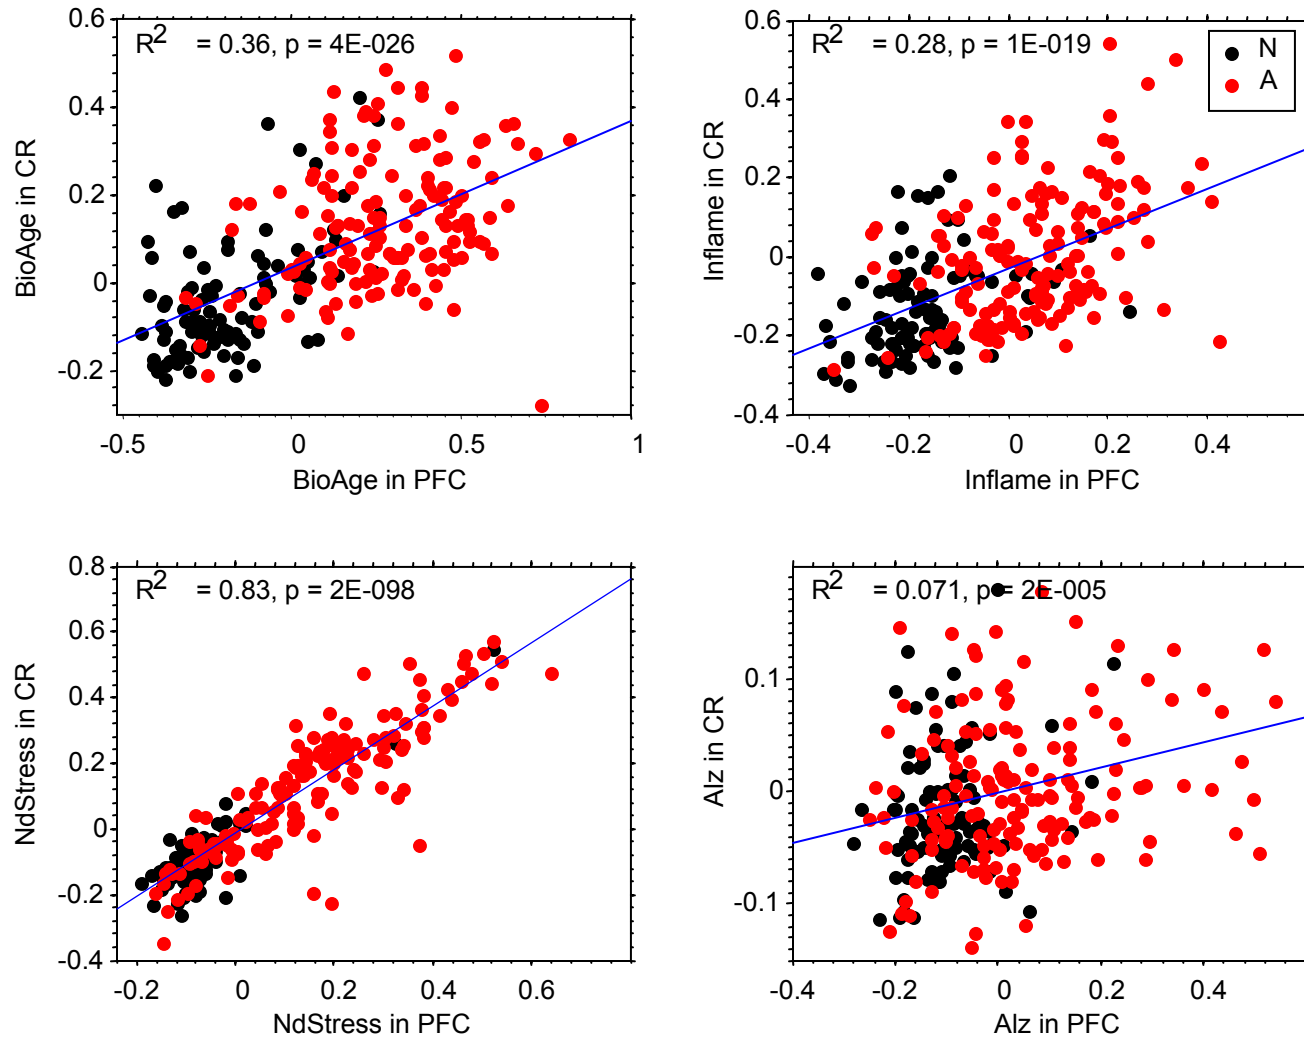 R2 = 0.36, p = 4E-026
0.6
0.4
0.2
0
-0.2
BioAge in CR
-0.5
0
0.5
1
BioAge in PFC
R2 = 0.28, p = 1E-019
N
A
0.6
0.4
0.2
0
-0.2
-0.4
Inflame in CR
-0.4
-0.2
0
0.2
0.4
Inflame in PFC
R2 = 0.83, p = 2E-098
0.8
0.6
0.4
0.2
0
-0.2
-0.4
NdStress in CR
-0.2
0
0.2
0.4
0.6
NdStress in PFC
R2 = 0.071, p = 2E-005
0.1
0
-0.1
Alz in CR
-0.4
-0.2
0
0.2
0.4
Alz in PFC